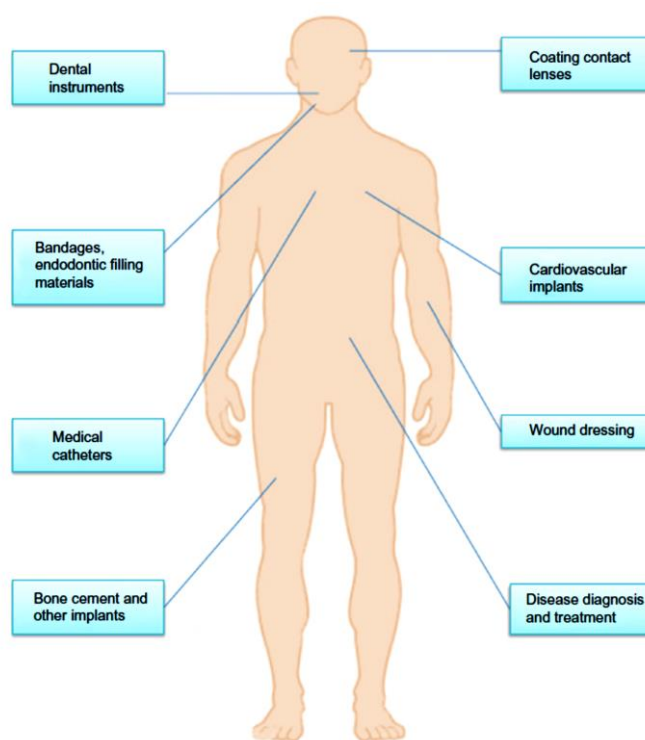 Dental
instruments
Coating contact
lenses
Bandages,
endodontic filling
materials
Cardiovascular
implants
Medical
catheters
Wound dressing
Bone cement and
other implants
Disease diagnosis
and treatment